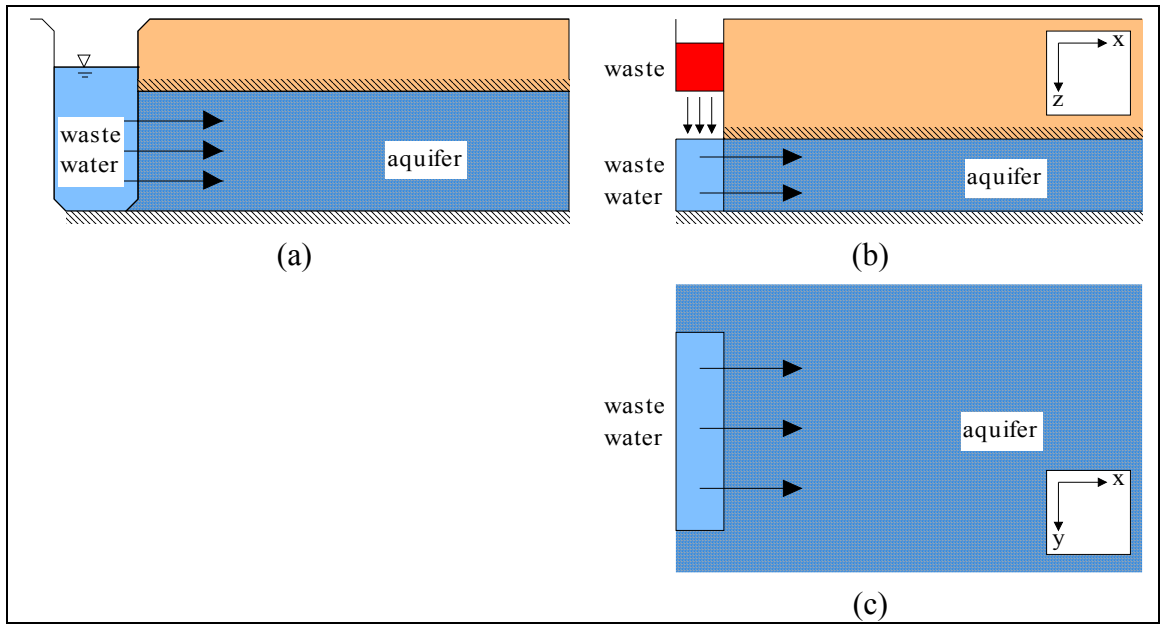 waste
water
aquifer
(a)
waste
x
z
waste
water
aquifer
(b)
waste
water
aquifer
x
y
(c)